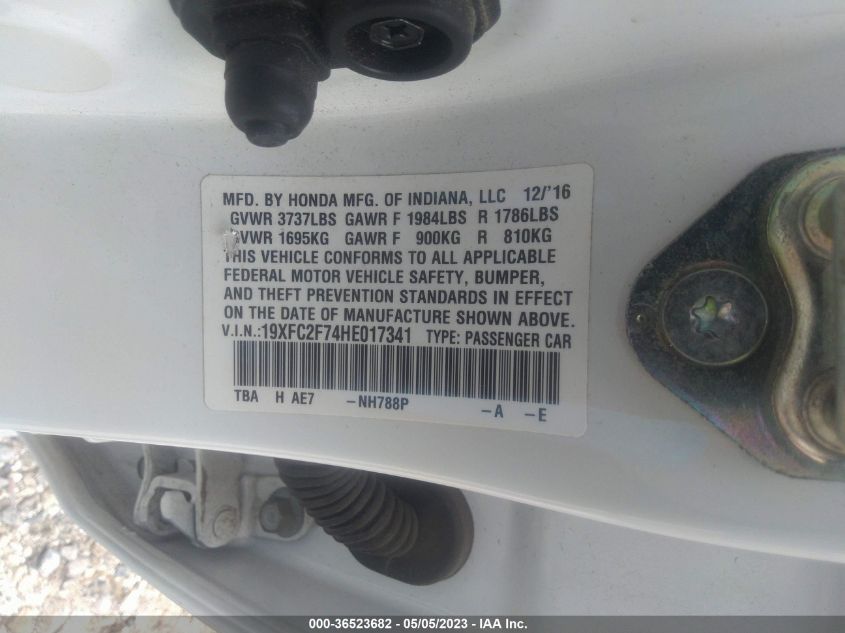 MFD. BY HONDA MFG. OF INDIANA, LLC 12/'16
GVWR 3737LBS GAWR F 1984LBS R 1786LBS
GVWR 1695KG GAWR F 900KG R 810KG
THIS VEHICLE CONFORMS TO ALL APPLICABLE
FEDERAL MOTOR VEHICLE SAFETY, BUMPER,
AND THEFT PREVENTION STANDARDS IN EFFECT
ON THE DATE OF MANUFACTURE SHOWN ABOVE.
V.I.N.:19XFC2F74HE017341 TYPE: PASSENGER CAR
TBA H AE7 -NH788P -A -E
000-36523682 - 05/05/2023 - IAA Inc.